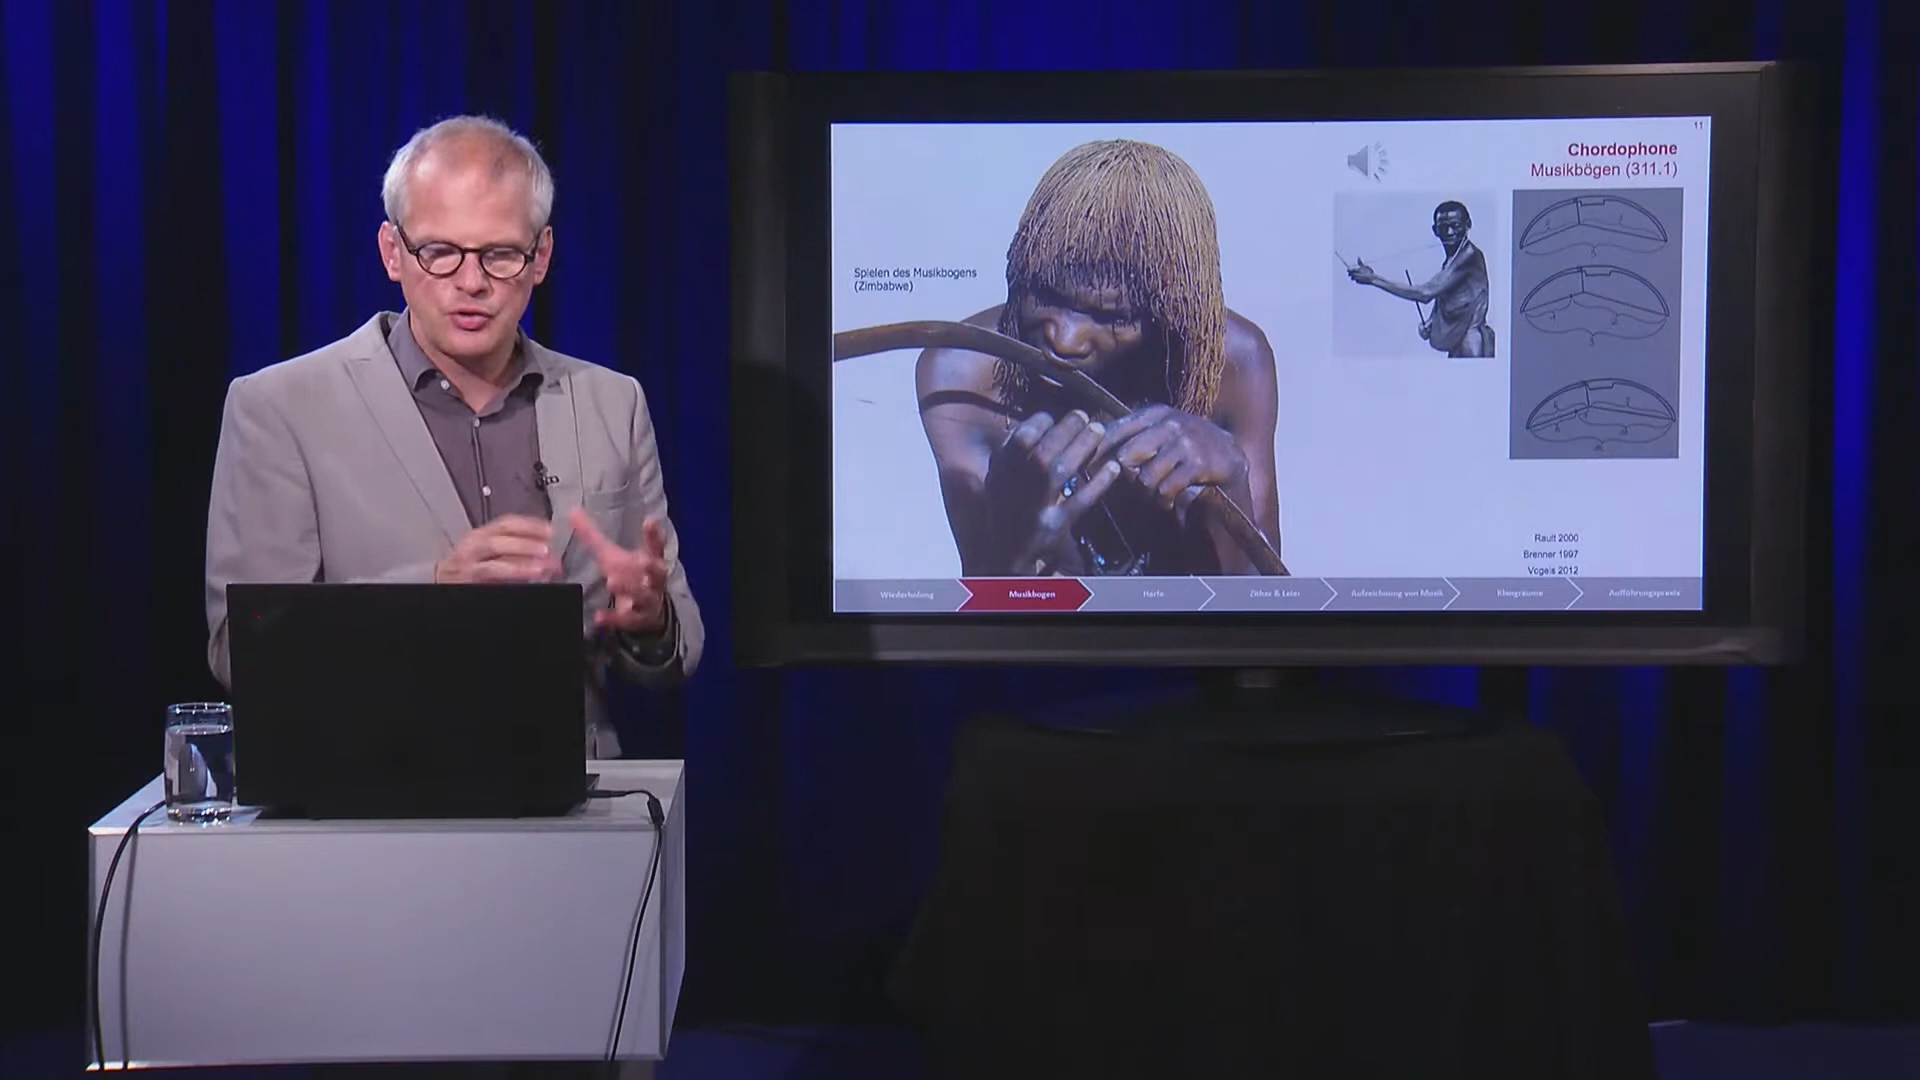 11
Chordophone
Musikbögen (311.1)
Spielen des Musikbogens
(Zimbabwe)
Rault 2000
Brenner 1997
Vogels 2012
Wiederholung
Musikbogen
Harfe
Zither & Leier
Aufzeichnung von Musik
Klangräume
Aufführungspraxis